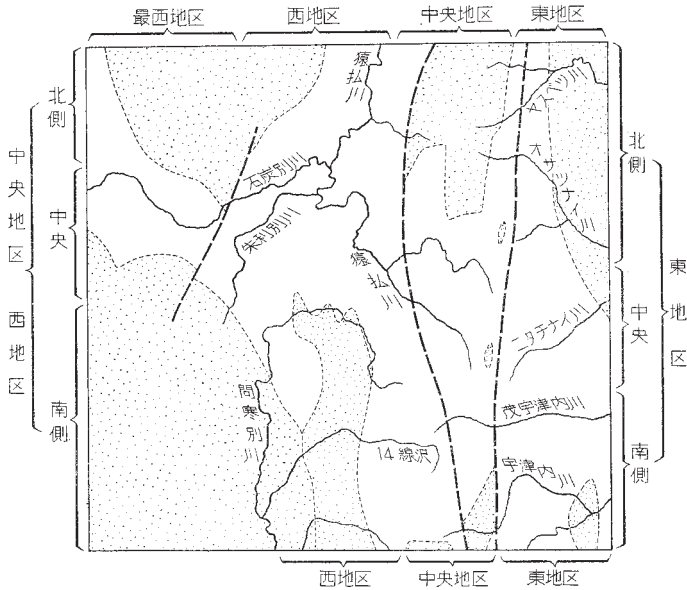 最西地区
西地区
中央地区
東地区
北側
中央
南側
中央地区
西地区
猿払川
石炭別川
朱利別川
猿払川
問寒別川
14線沢
オサツナイ川
ニタチナイ川
茂宇津内川
宇津内川
北側
中央
南側
東地区
西地区
中央地区
東地区